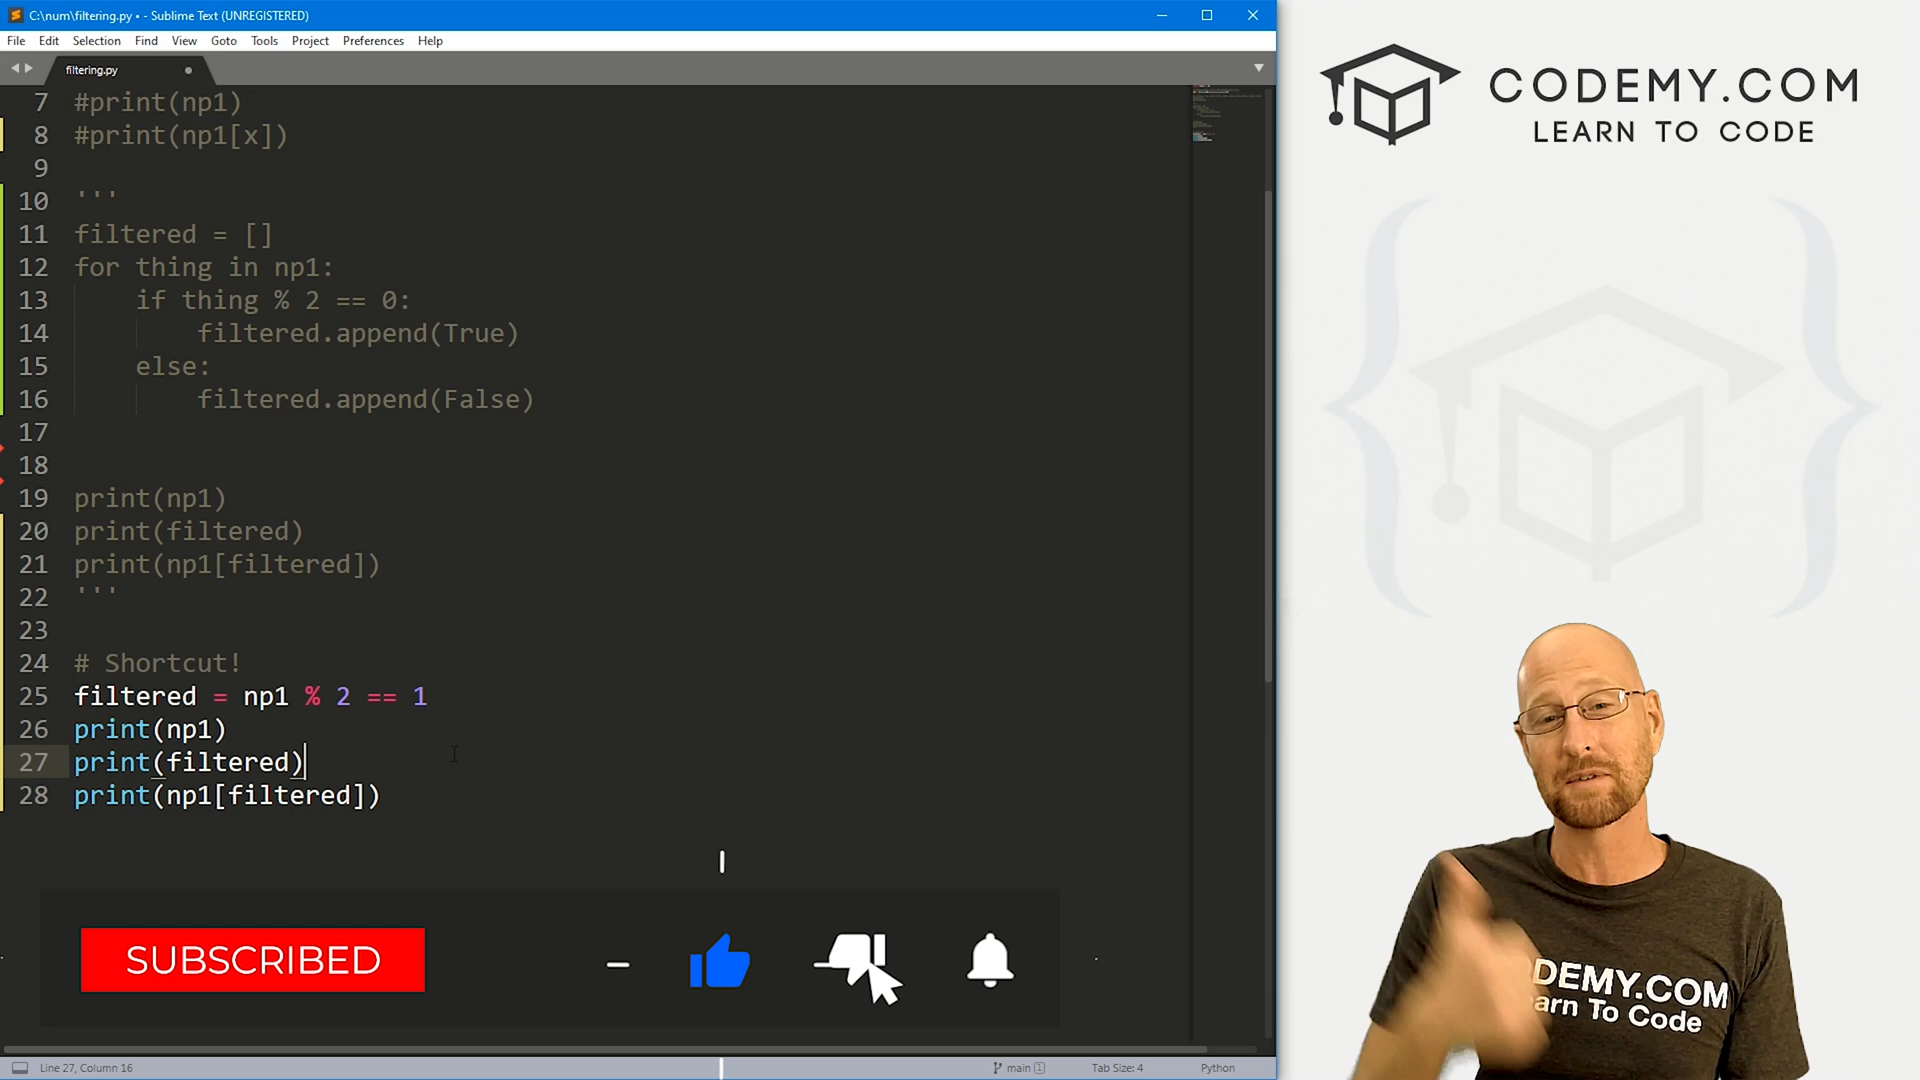 C:\num\filtering.py • - Sublime Text (UNREGISTERED)
File Edit Selection Find View Goto Tools Project Preferences Help
filtering.py
7 #print(np1)
8 #print(np1[x])
9
10 '''
11 filtered = []
12 for thing in np1:
13 if thing % 2 == 0:
14 filtered.append(True)
15 else:
16 filtered.append(False)
17
18
19 print(np1)
20 print(filtered)
21 print(np1[filtered])
22 '''
23
24 # Shortcut!
25 filtered = np1 % 2 == 1
26 print(np1)
27 print(filtered)
28 print(np1[filtered])
SUBSCRIBED
Line 27, Column 16
main 1
Tab Size: 4
Python
CODEMY.COM
LEARN TO CODE
ODEMY.COM
arn To Code